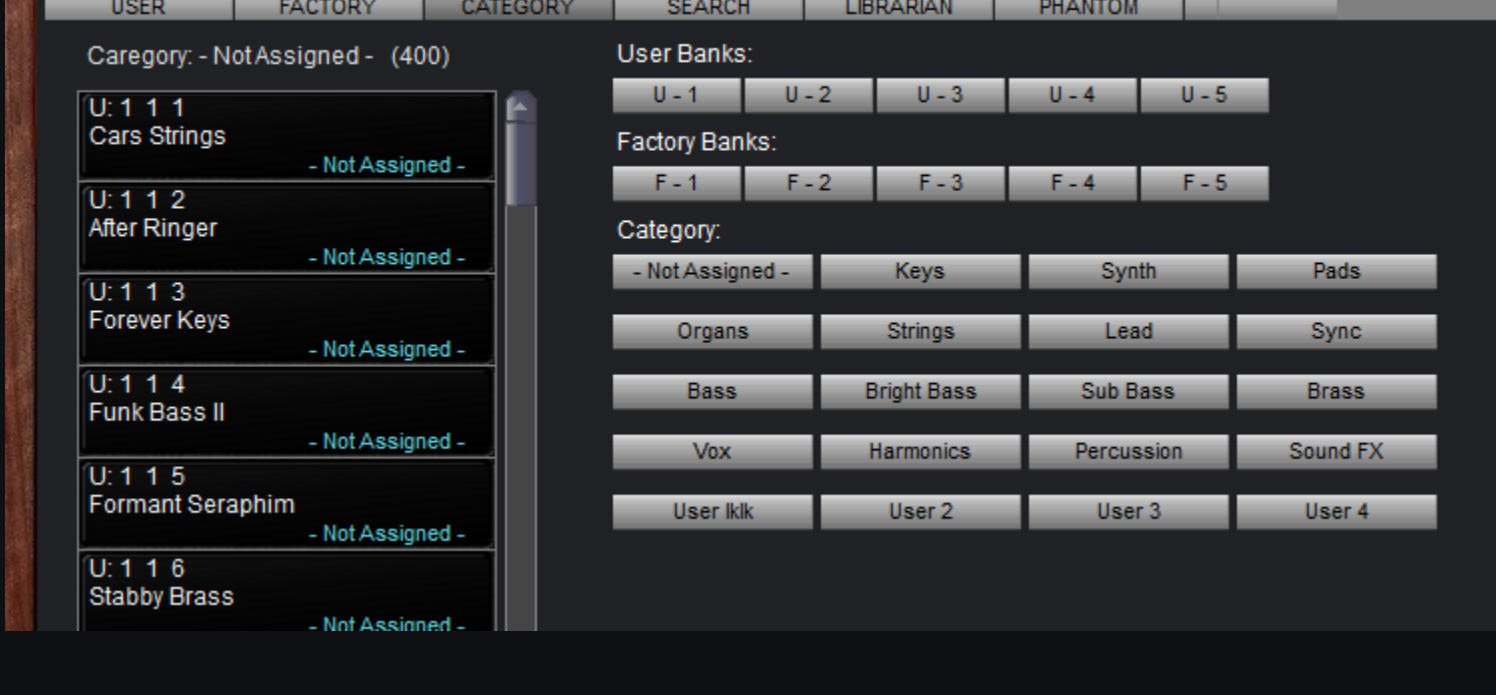 USER FACTORY CATEGORY SEARCH LIBRARIAN PHANTOM
Caregory: - Not Assigned - (400)
U: 1 1 1
Cars Strings
- Not Assigned -
U: 1 1 2
After Ringer
- Not Assigned -
U: 1 1 3
Forever Keys
- Not Assigned -
U: 1 1 4
Funk Bass II
- Not Assigned -
U: 1 1 5
Formant Seraphim
- Not Assigned -
U: 1 1 6
Stabby Brass
- Not Assigned -
User Banks:
U - 1 U - 2 U - 3 U - 4 U - 5
Factory Banks:
F - 1 F - 2 F - 3 F - 4 F - 5
Category:
- Not Assigned - Keys Synth Pads
Organs Strings Lead Sync
Bass Bright Bass Sub Bass Brass
Vox Harmonics Percussion Sound FX
User lklk User 2 User 3 User 4